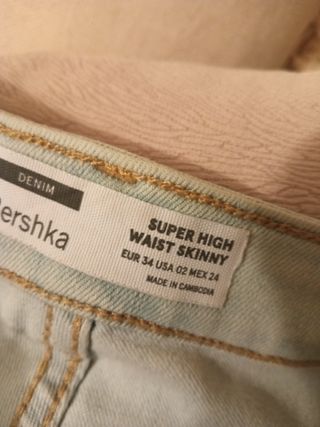 DENIM
ershka
SUPER HIGH
WAIST SKINNY
EUR 34 USA 02 MEX 24
MADE IN CAMBODIA